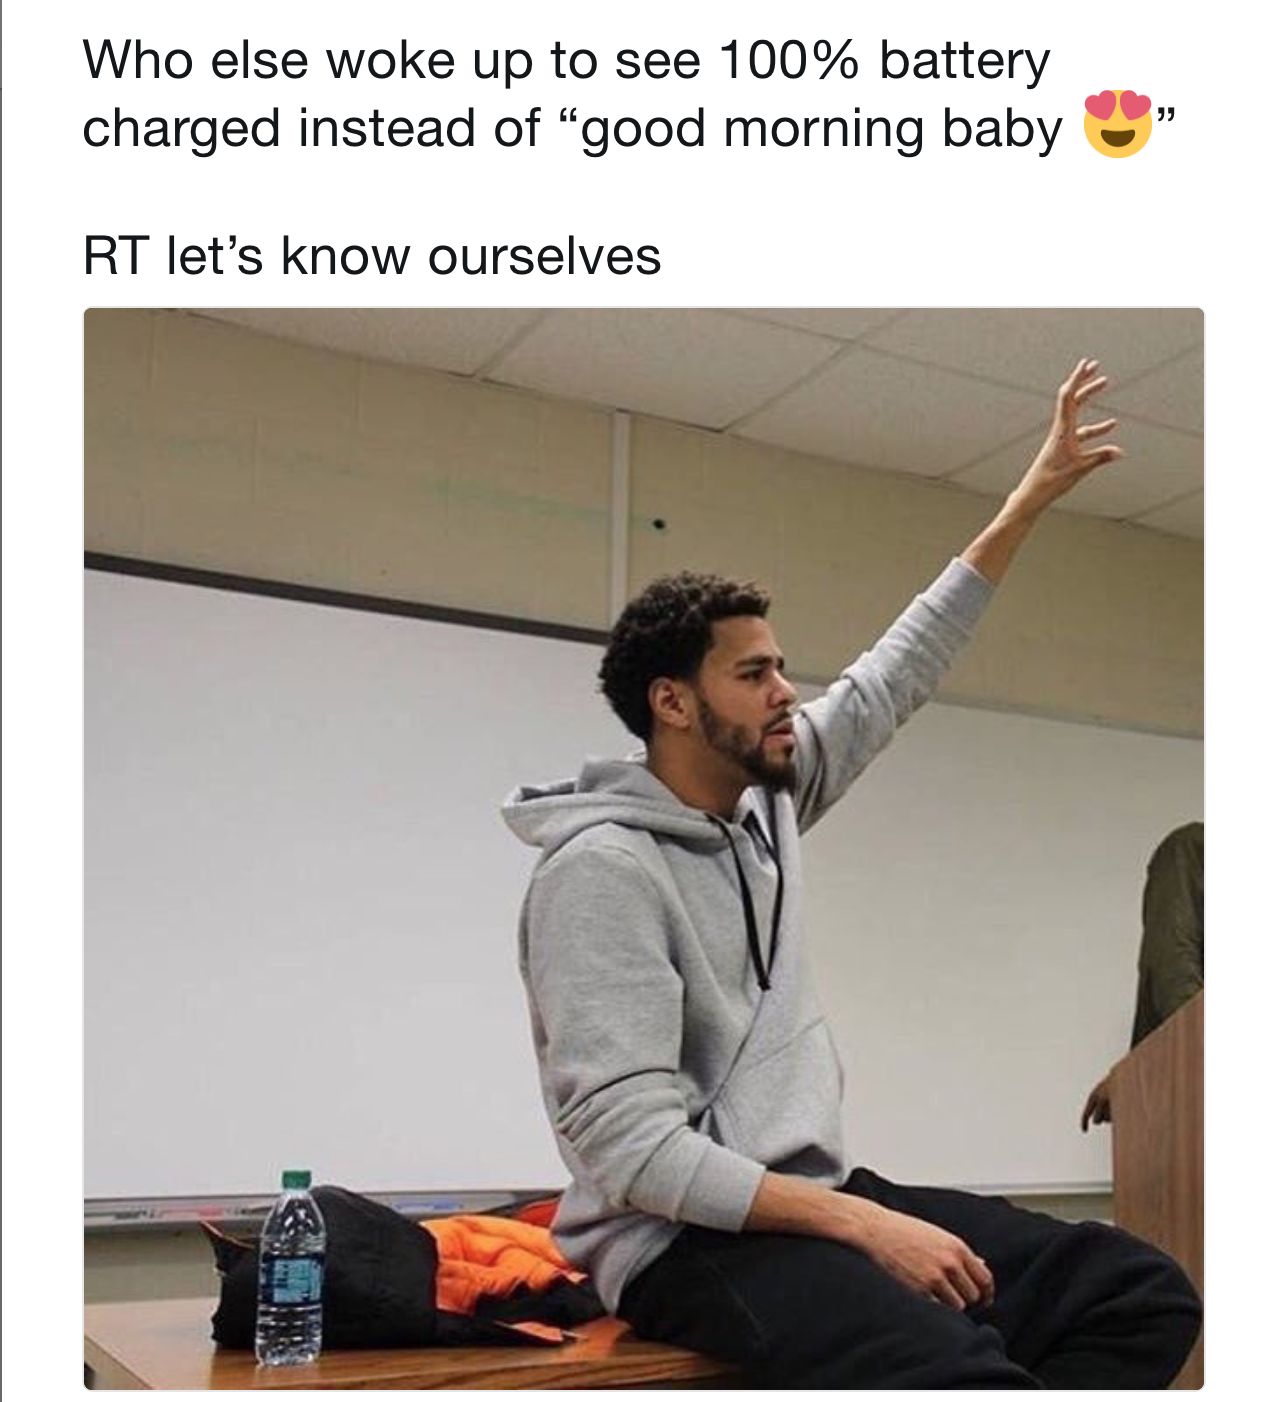 Who else woke up to see 100% battery
charged instead of “good morning baby 😍”
RT let’s know ourselves